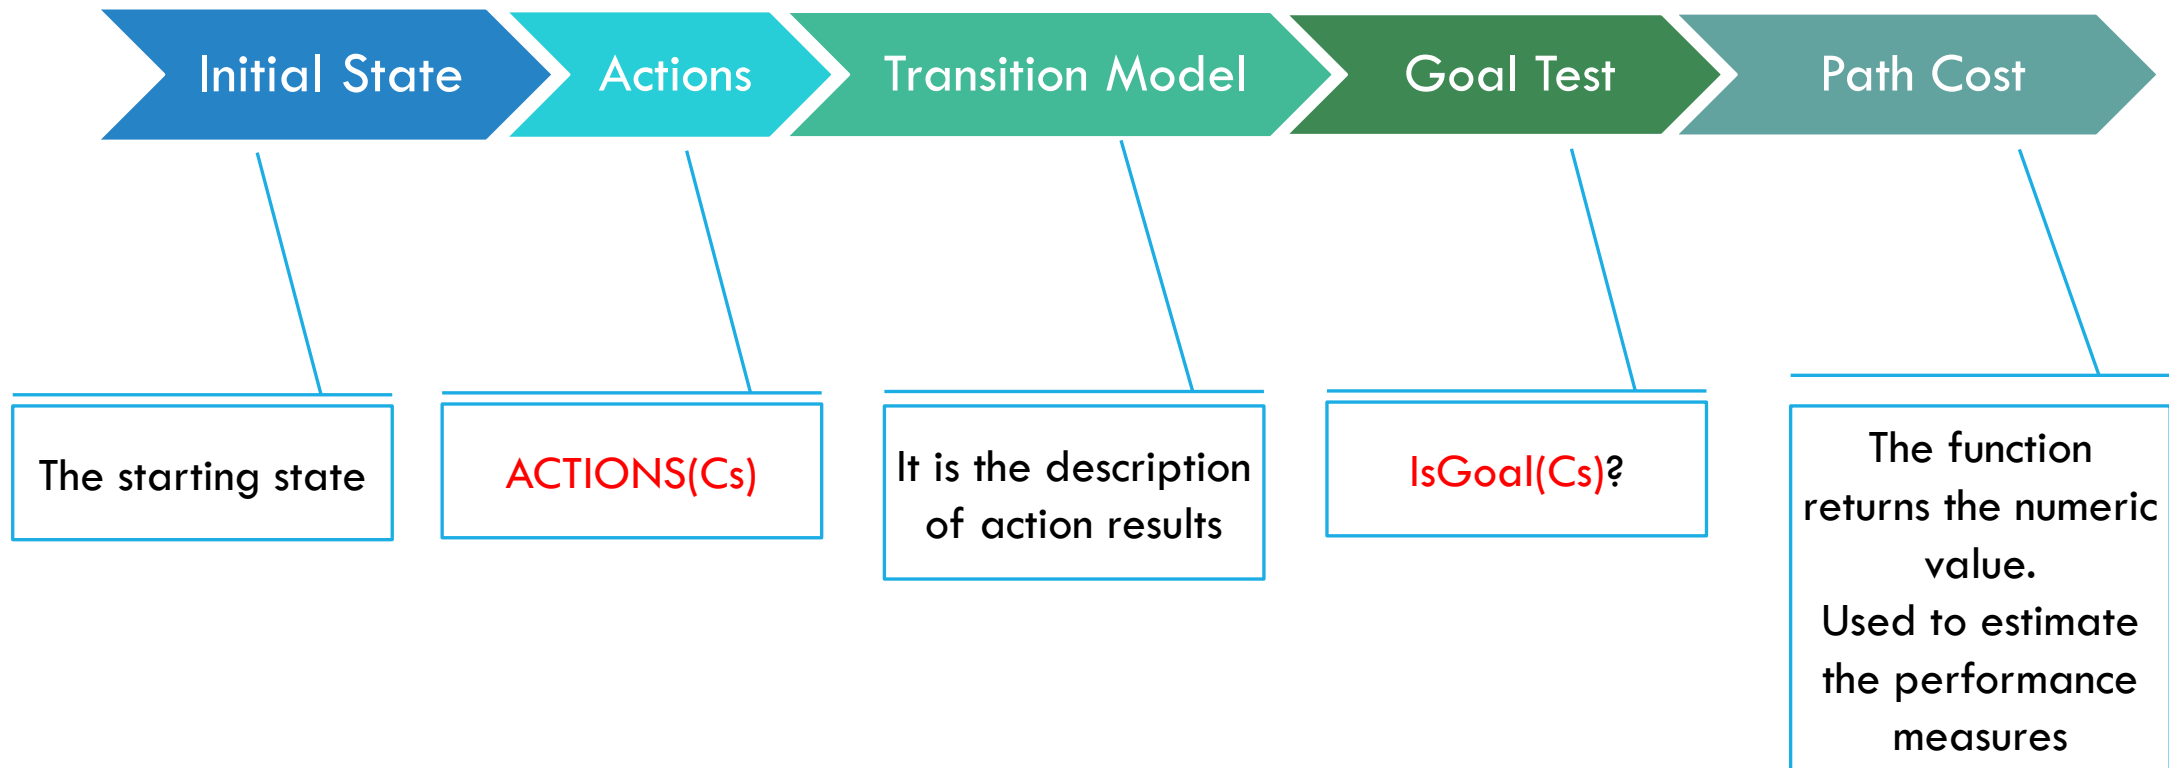 Initial State
Actions
Transition Model
Goal Test
Path Cost
The starting state
ACTIONS(Cs)
It is the description
of action results
IsGoal(Cs)?
The function
returns the numeric
value.
Used to estimate
the performance
measures